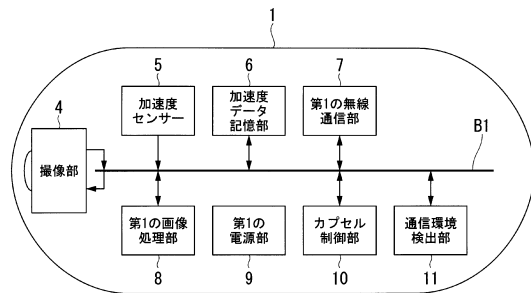 1
5
6
7
4
加速度
センサー
加速度
データ
記憶部
第1の無線
通信部
B1
撮像部
第1の画像
処理部
第1の
電源部
カプセル
制御部
通信環境
検出部
8
9
10
11